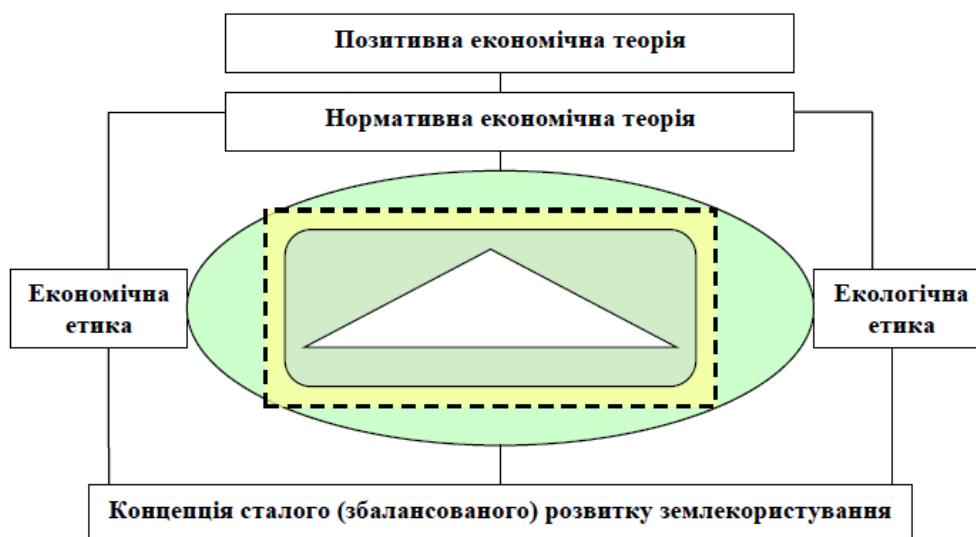 Позитивна економічна теорія
Нормативна економічна теорія
Економічна
етика
Екологічна
етика
Концепція сталого (збалансованого) розвитку землекористування